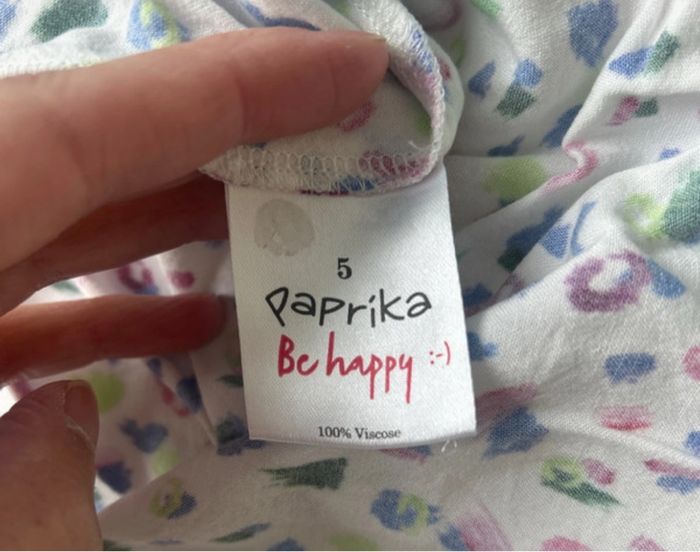 5
Paprika
Be happy :-)
100% Viscose